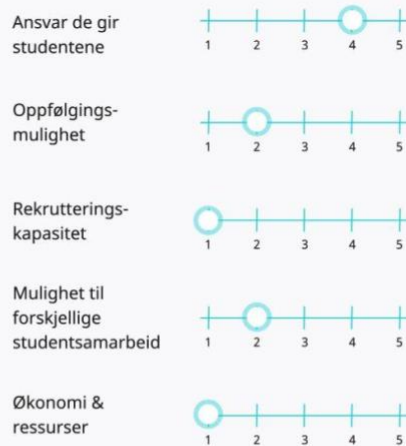 Ansvar de gir
studentene
1 2 3 4 5
Oppfølgings-
mulighet
1 2 3 4 5
Rekrutterings-
kapasitet
1 2 3 4 5
Mulighet til
forskjellige
studentsamarbeid
1 2 3 4 5
Økonomi &
ressurser
1 2 3 4 5